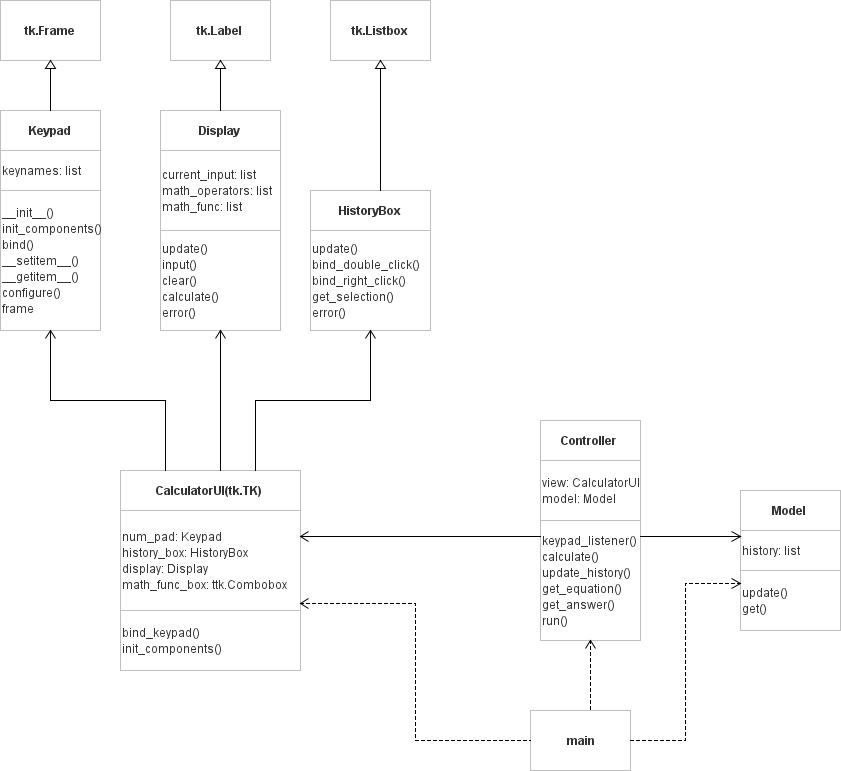 tk.Frame
tk.Label
tk.Listbox
Keypad
keynames: list
__init__()
init_components()
bind()
__setitem__()
__getitem__()
configure()
frame
Display
current_input: list
math_operators: list
math_func: list
update()
input()
clear()
calculate()
error()
HistoryBox
update()
bind_double_click()
bind_right_click()
get_selection()
error()
CalculatorUI(tk.TK)
num_pad: Keypad
history_box: HistoryBox
display: Display
math_func_box: ttk.Combobox
bind_keypad()
init_components()
Controller
view: CalculatorUI
model: Model
keypad_listener()
calculate()
update_history()
get_equation()
get_answer()
run()
Model
history: list
update()
get()
main